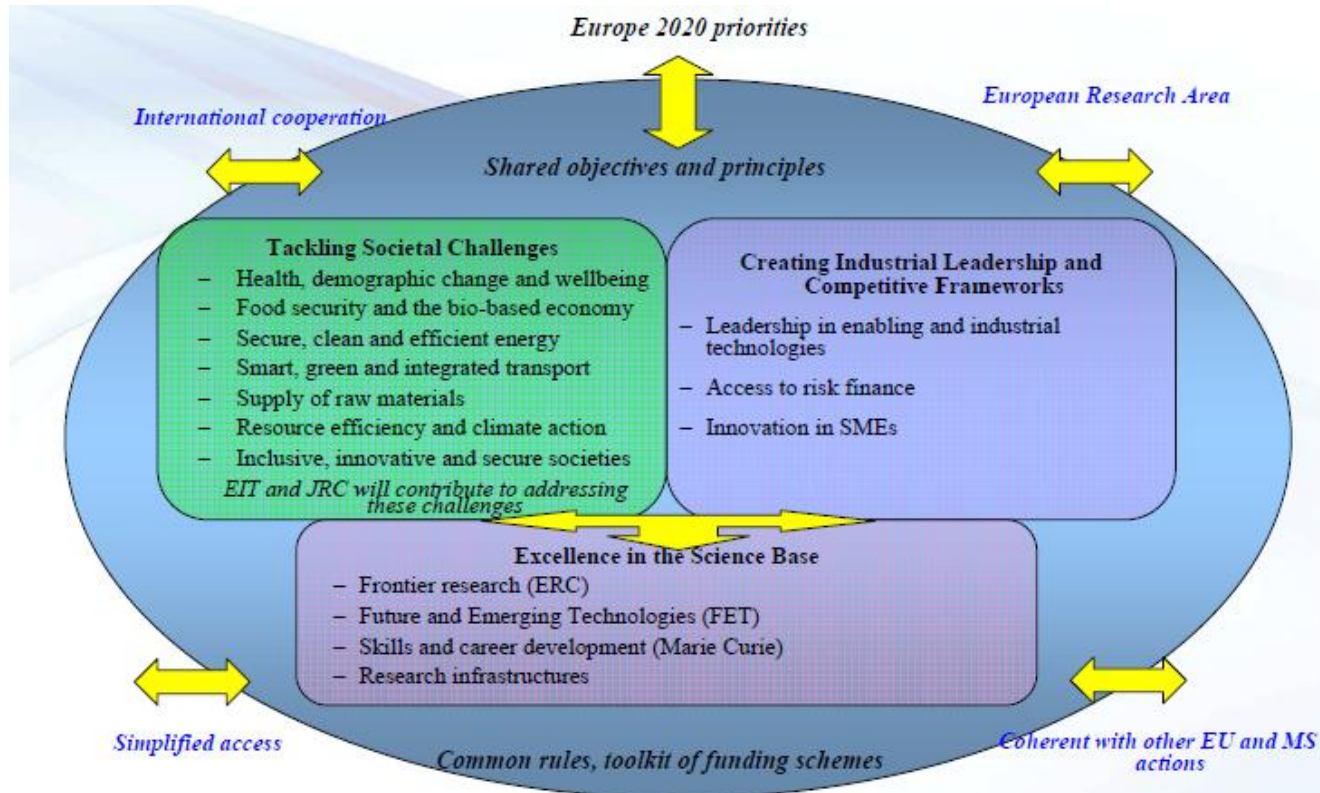 Europe 2020 priorities
International cooperation
European Research Area
Shared objectives and principles
Tackling Societal Challenges
– Health, demographic change and wellbeing
– Food security and the bio-based economy
– Secure, clean and efficient energy
– Smart, green and integrated transport
– Supply of raw materials
– Resource efficiency and climate action
– Inclusive, innovative and secure societies
EIT and JRC will contribute to addressing
these challenges
Creating Industrial Leadership and
Competitive Frameworks
– Leadership in enabling and industrial
technologies
– Access to risk finance
– Innovation in SMEs
Excellence in the Science Base
– Frontier research (ERC)
– Future and Emerging Technologies (FET)
– Skills and career development (Marie Curie)
– Research infrastructures
Simplified access
Common rules, toolkit of funding schemes
Coherent with other EU and MS
actions